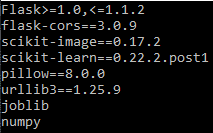 Flask>=1.0,<=1.1.2
flask-cors==3.0.9
scikit-image==0.17.2
scikit-learn==0.22.2.post1
pillow==8.0.0
urllib3==1.25.9
joblib
numpy